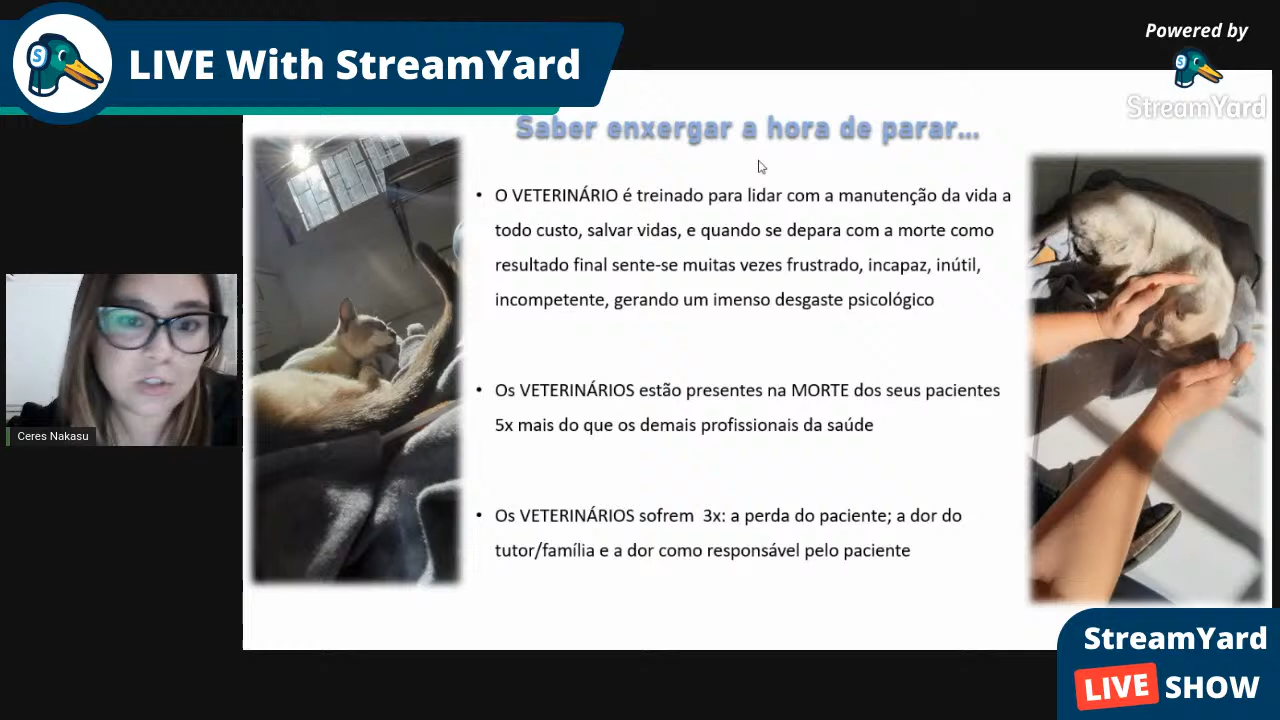 LIVE With StreamYard
Powered by
StreamYard
Saber enxergar a hora de parar...
• O VETERINÁRIO é treinado para lidar com a manutenção da vida a
todo custo, salvar vidas, e quando se depara com a morte como
resultado final sente-se muitas vezes frustrado, incapaz, inútil,
incompetente, gerando um imenso desgaste psicológico
• Os VETERINÁRIOS estão presentes na MORTE dos seus pacientes
5x mais do que os demais profissionais da saúde
• Os VETERINÁRIOS sofrem 3x: a perda do paciente; a dor do
tutor/família e a dor como responsável pelo paciente
Ceres Nakasu
StreamYard
LIVE SHOW